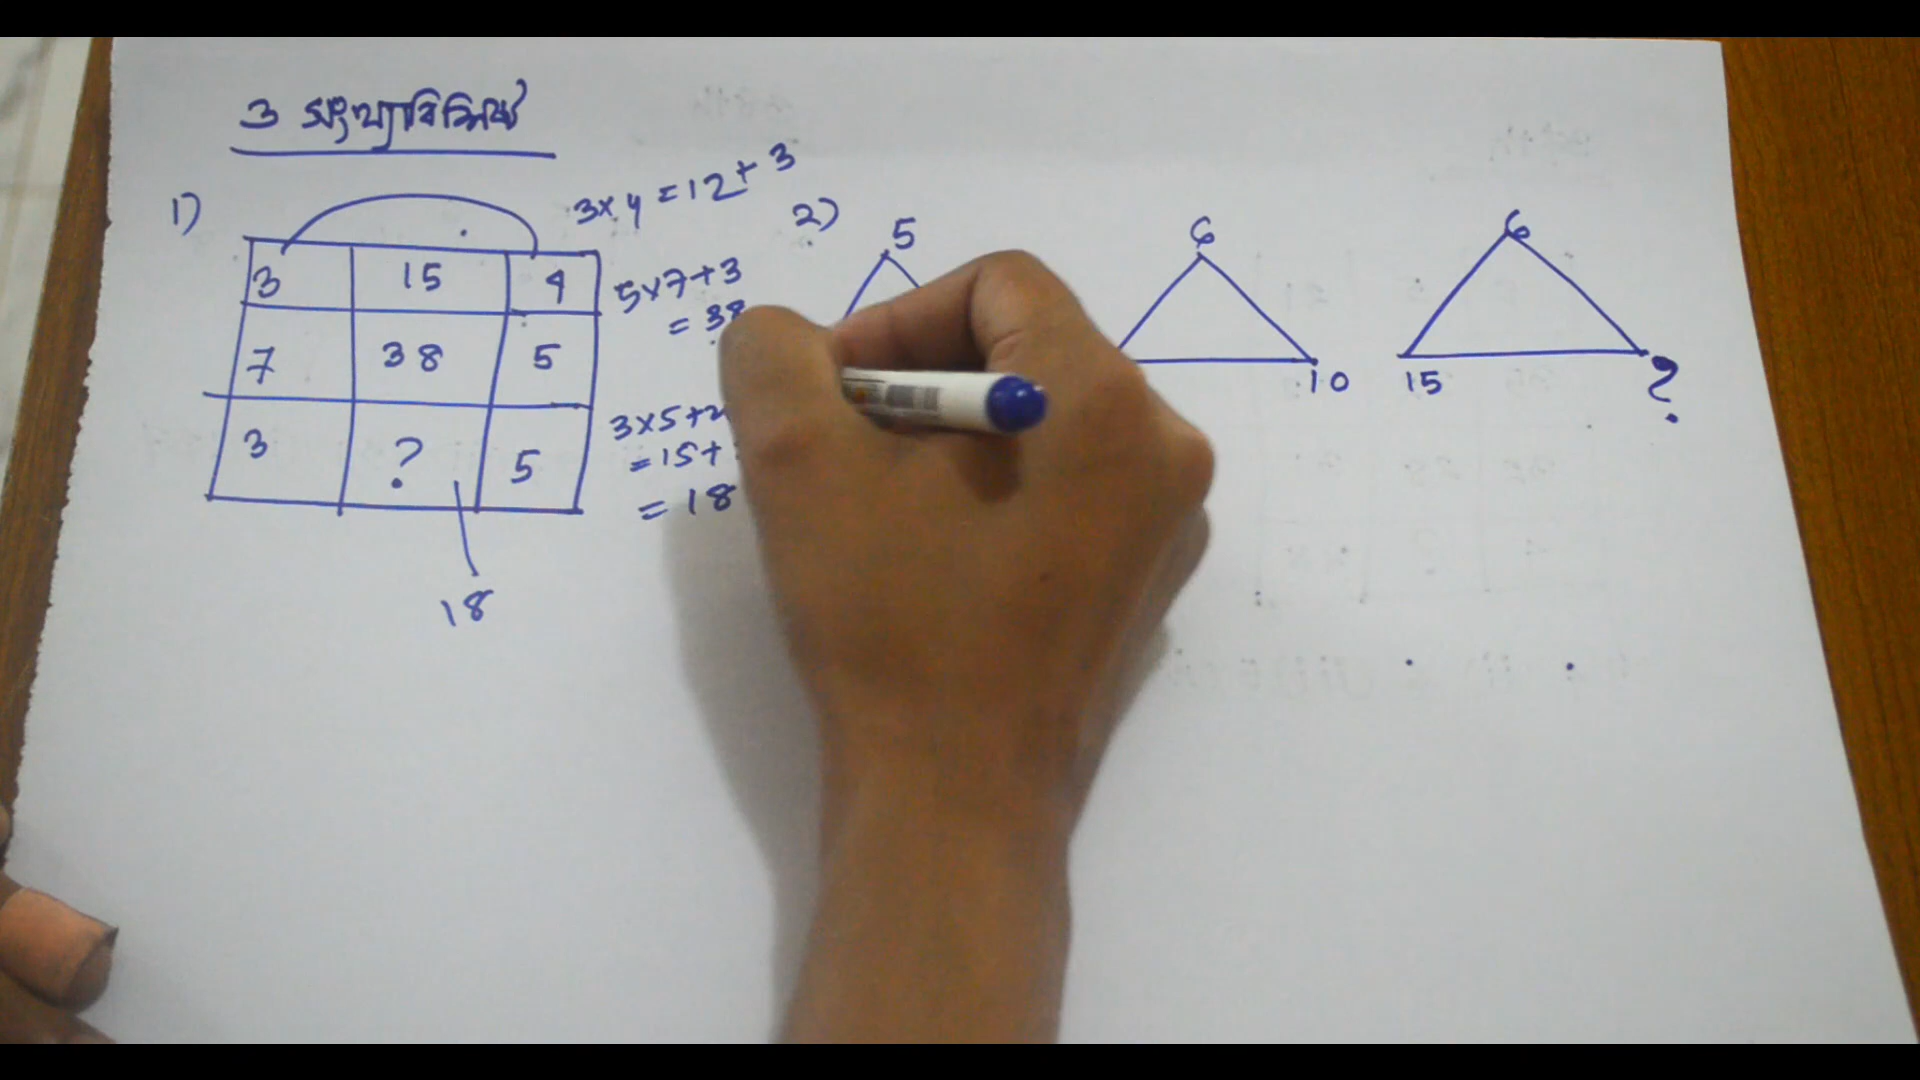 3 সংখ্যাবিশিষ্ট
1)
3 15 4
7 38 5
3 ? 5
18
3x4=12+3
5x7+3
= 38
3x5+
=15+
= 18
2)
5
6
10
6
15 ?